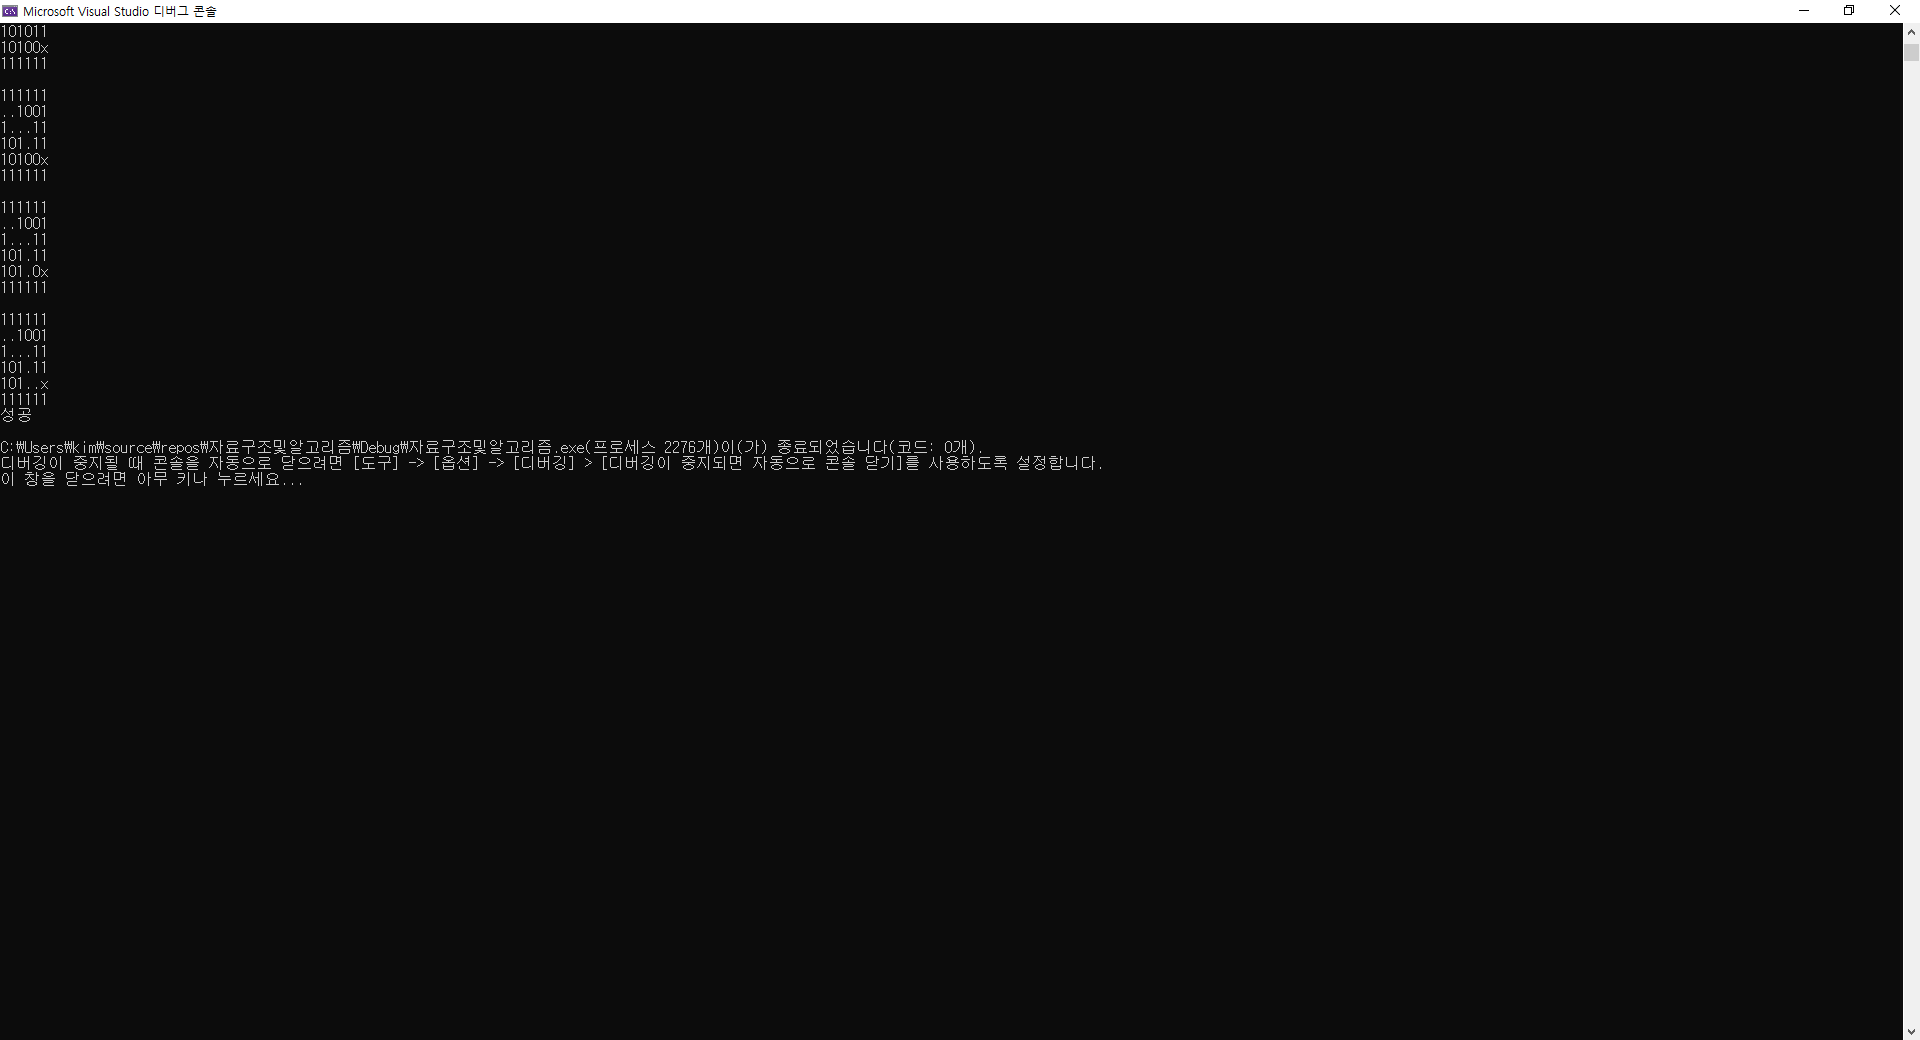 Microsoft Visual Studio 디버그 콘솔
101011
10100x
111111

111111
..1001
1...11
101.11
10100x
111111

111111
..1001
1...11
101.11
101.0x
111111

111111
..1001
1...11
101.11
101..x
111111
성공

C:₩Users₩kim₩source₩repos₩자료구조및알고리즘₩Debug₩자료구조및알고리즘.exe(프로세스 2276개)이(가) 종료되었습니다(코드: 0개).
디버깅이 중지될 때 콘솔을 자동으로 닫으려면 [도구] -> [옵션] -> [디버깅] > [디버깅이 중지되면 자동으로 콘솔 닫기]를 사용하도록 설정합니다.
이 창을 닫으려면 아무 키나 누르세요...